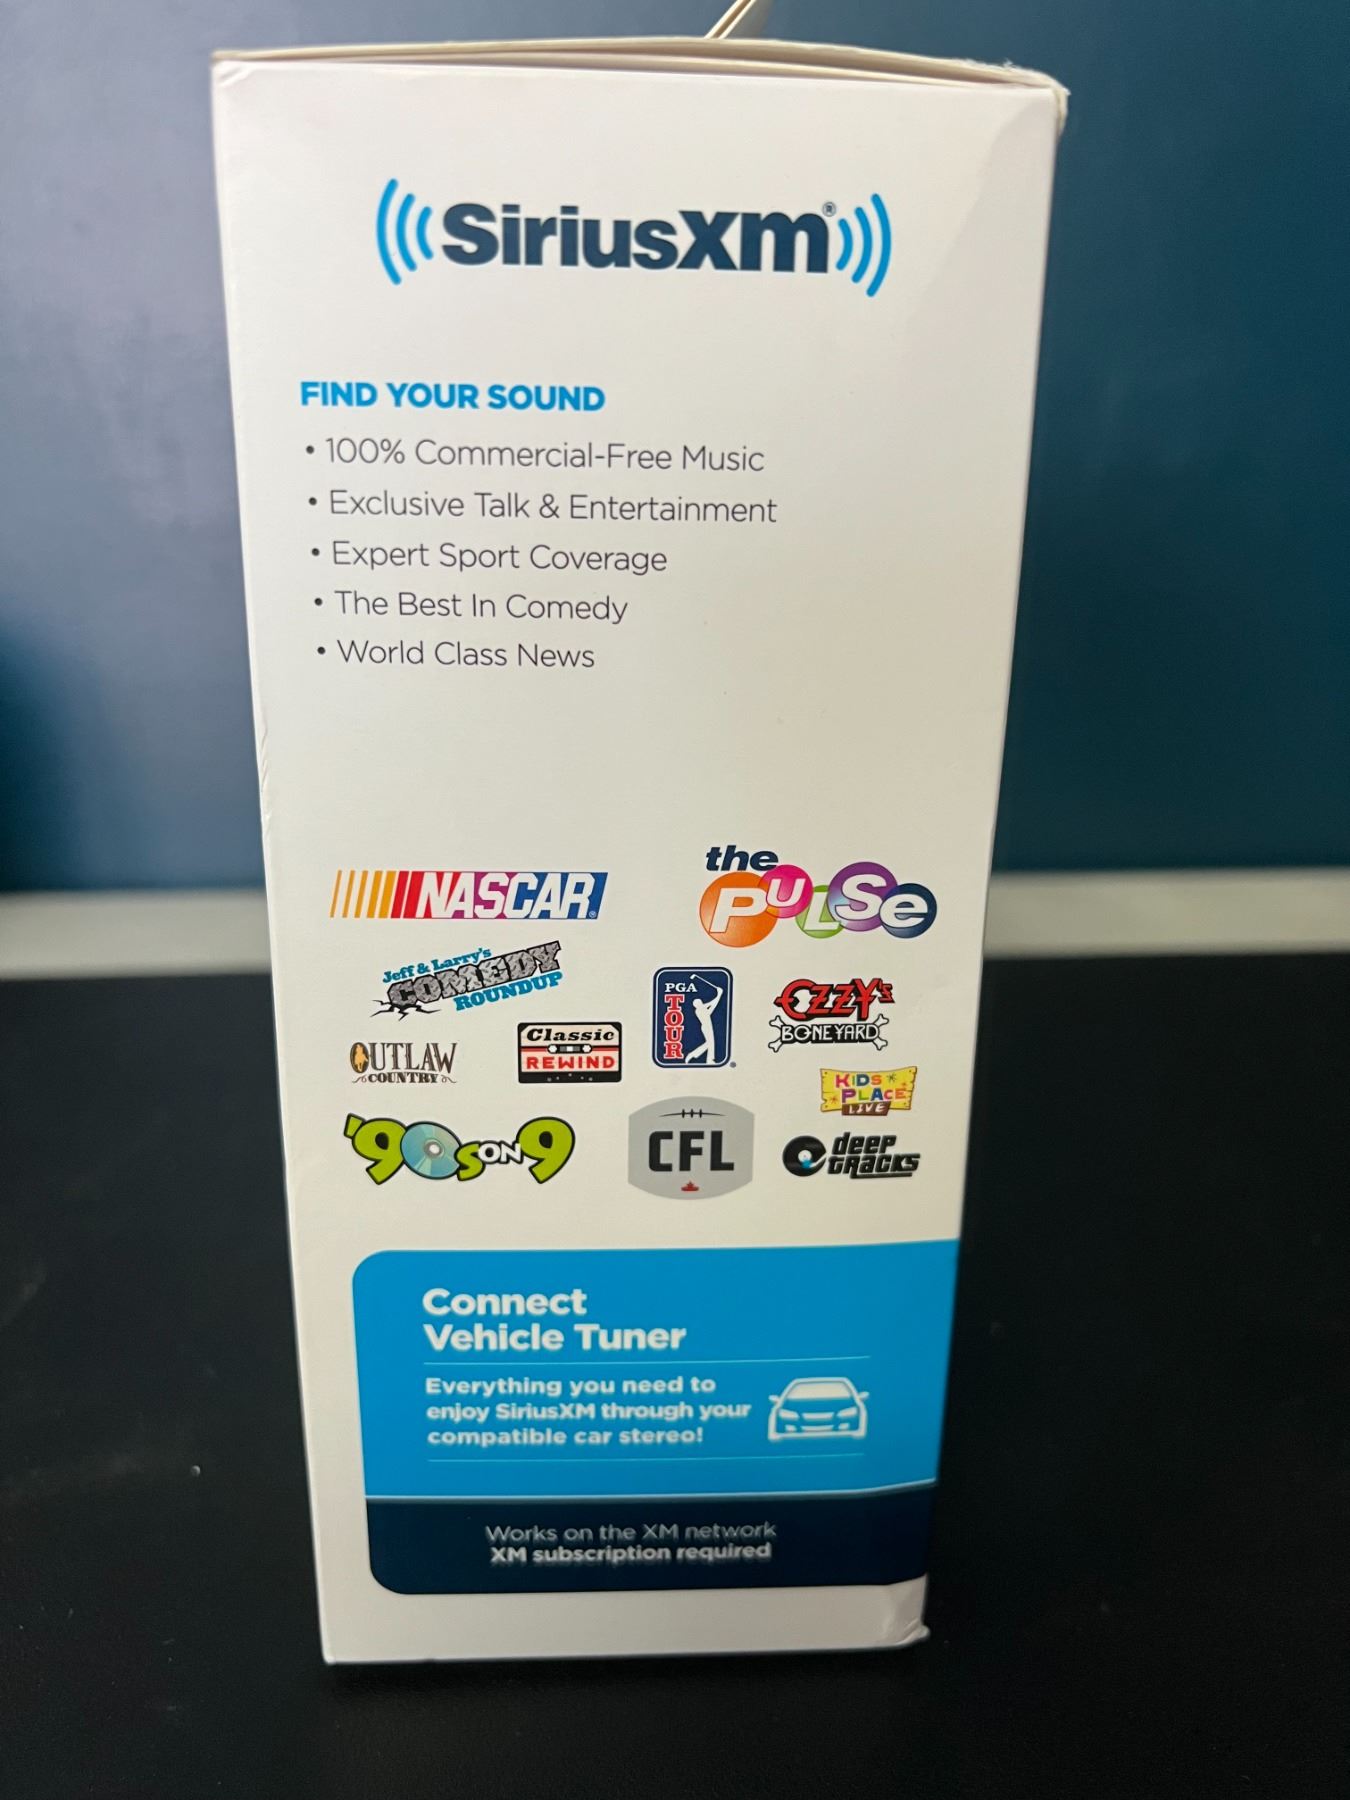 SiriusXM®
FIND YOUR SOUND
• 100% Commercial-Free Music
• Exclusive Talk & Entertainment
• Expert Sport Coverage
• The Best In Comedy
• World Class News
NASCAR®
the
PULSe
Jeff & Larry's
COMEDY
ROUNDUP
PGA
TOUR®
OZZY's
BONEYARD
OUTLAW
COUNTRY
Classic
REWIND
KIDS
PLACE
LIVE
'90s ON 9
CFL
deep
tracks
Connect
Vehicle Tuner
Everything you need to
enjoy SiriusXM through your
compatible car stereo!
Works on the XM network
XM subscription required